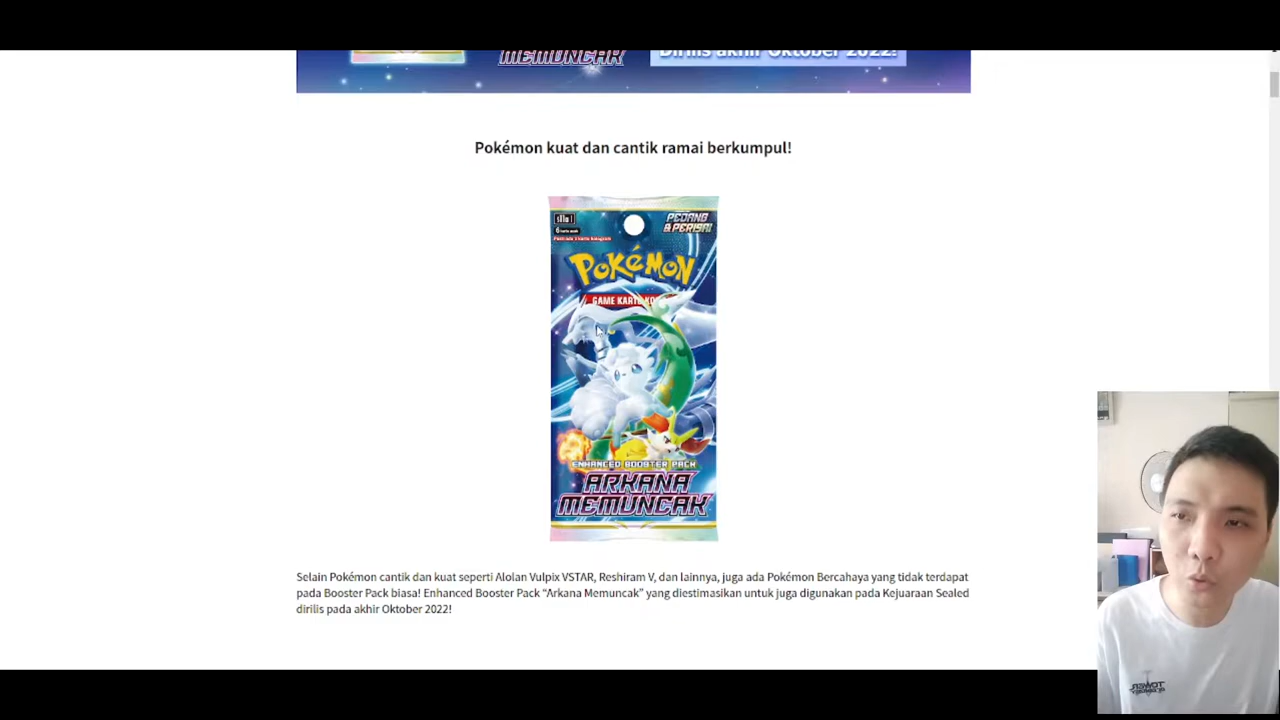 MEMUNCAK
Dirilis akhir Oktober 2022!
Pokémon kuat dan cantik ramai berkumpul!
PEDANG
& PERISAI
POKéMON
GAME KARTU KO
ENHANCED BOOSTER PACK
ARKANA
MEMUNCAK
Selain Pokémon cantik dan kuat seperti Alolan Vulpix VSTAR, Reshiram V, dan lainnya, juga ada Pokémon Bercahaya yang tidak terdapat
pada Booster Pack biasa! Enhanced Booster Pack “Arkana Memuncak” yang diestimasikan untuk juga digunakan pada Kejuaraan Sealed
dirilis pada akhir Oktober 2022!